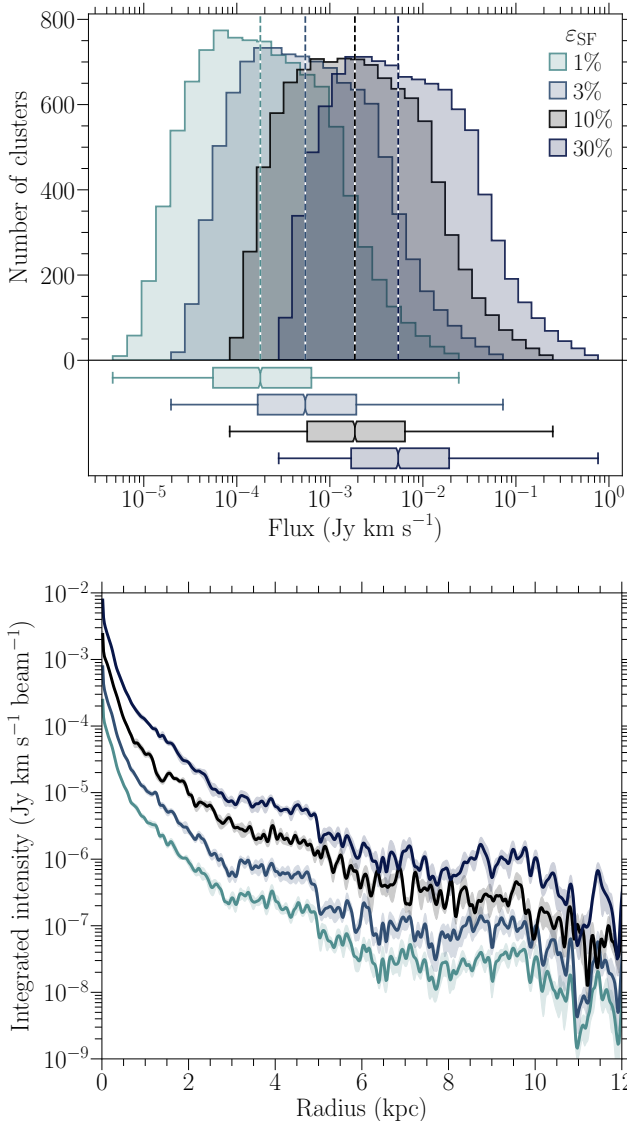 800
600
400
200
0
Number of clusters
ε_SF
1%
3%
10%
30%
10⁻⁵ 10⁻⁴ 10⁻³ 10⁻² 10⁻¹ 10⁰
Flux (Jy km s⁻¹)
10⁻²
10⁻³
10⁻⁴
10⁻⁵
10⁻⁶
10⁻⁷
10⁻⁸
10⁻⁹
Integrated intensity (Jy km s⁻¹ beam⁻¹)
0 2 4 6 8 10 12
Radius (kpc)